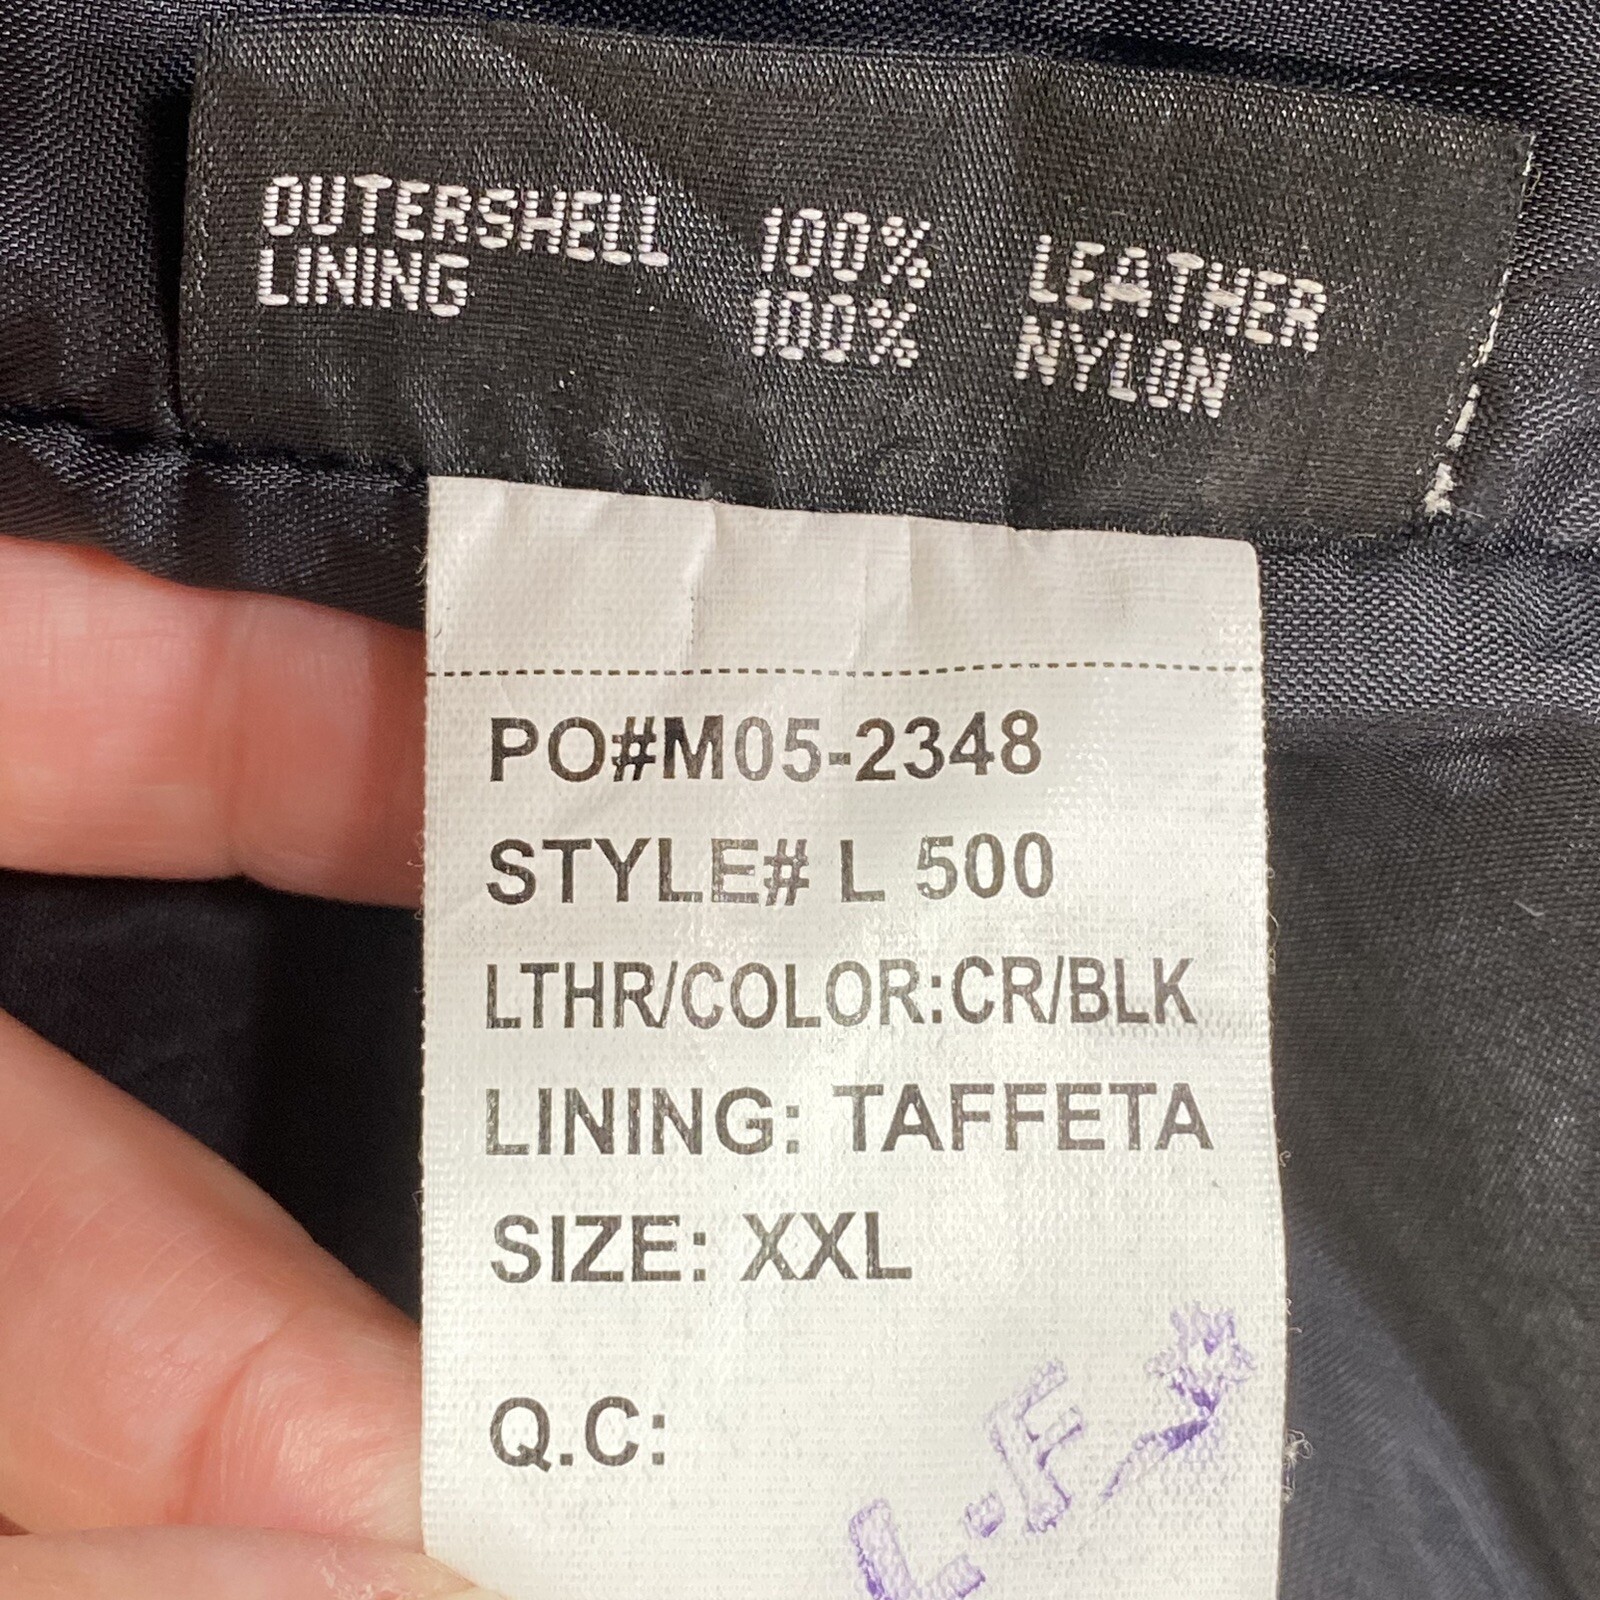 OUTERSHELL 100% LEATHER
LINING 100% NYLON
PO#M05-2348
STYLE# L 500
LTHR/COLOR:CR/BLK
LINING: TAFFETA
SIZE: XXL
Q.C:
L.F